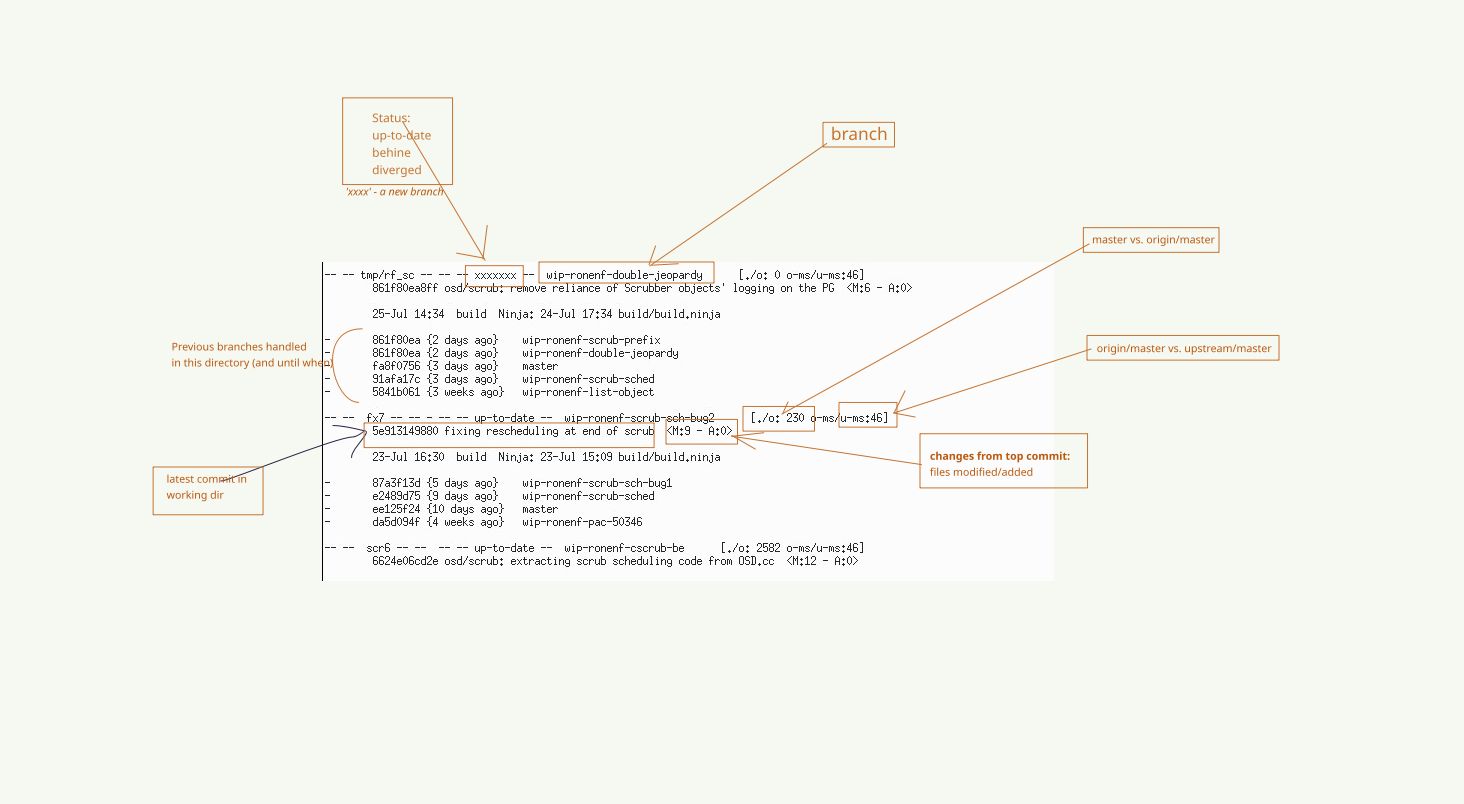 Status:
up-to-date
behine
diverged
'xxxx' - a new branch
branch
master vs. origin/master
origin/master vs. upstream/master
-- -- tmp/rf_sc -- -- -- xxxxxxx -- wip-ronenf-double-jeopardy [./o: 0 o-ms/u-ms:46]
861f80ea8ff osd/scrub: remove reliance of Scrubber objects' logging on the PG <M:6 - A:0>
25-Jul 14:34 build Ninja: 24-Jul 17:34 build/build.ninja
Previous branches handled
in this directory (and until when)
- 861f80ea {2 days ago} wip-ronenf-scrub-prefix
- 861f80ea {2 days ago} wip-ronenf-double-jeopardy
- fa8f0756 {3 days ago} master
- 91afa17c {3 days ago} wip-ronenf-scrub-sched
- 5841b061 {3 weeks ago} wip-ronenf-list-object
-- -- fx7 -- -- - -- -- up-to-date -- wip-ronenf-scrub-sch-bug2 [./o: 230 o-ms/u-ms:46]
5e913149880 fixing rescheduling at end of scrub <M:9 - A:0>
23-Jul 16:30 build Ninja: 23-Jul 15:09 build/build.ninja
changes from top commit:
files modified/added
latest commit in
working dir
- 87a3f13d {5 days ago} wip-ronenf-scrub-sch-bug1
- e2489d75 {9 days ago} wip-ronenf-scrub-sched
- ee125f24 {10 days ago} master
- da5d094f {4 weeks ago} wip-ronenf-pac-50346
-- -- scr6 -- -- -- -- up-to-date -- wip-ronenf-cscrub-be [./o: 2582 o-ms/u-ms:46]
6624e06cd2e osd/scrub: extracting scrub scheduling code from OSD.cc <M:12 - A:0>